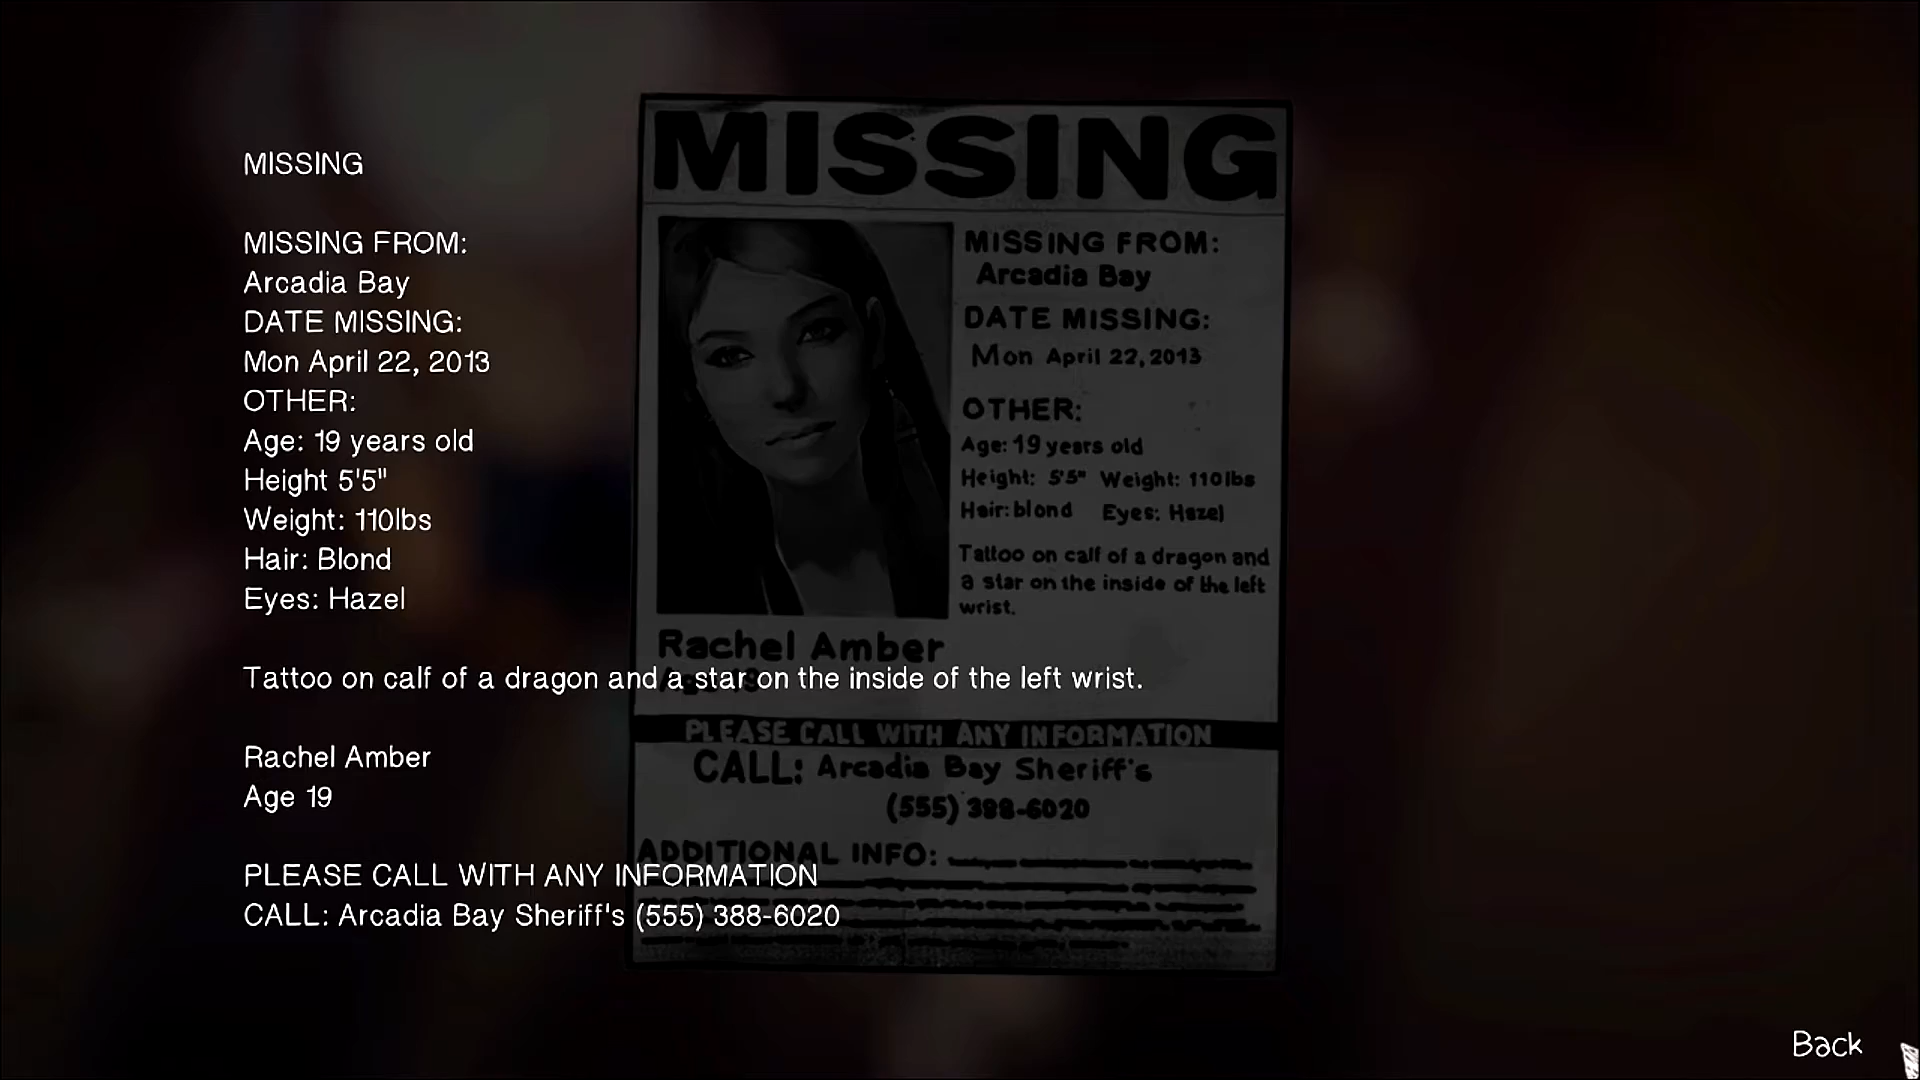 MISSING
MISSING FROM:
Arcadia Bay
DATE MISSING:
Mon April 22, 2013
OTHER:
Age: 19 years old
Height 5'5"
Weight: 110lbs
Hair: Blond
Eyes: Hazel
Tattoo on calf of a dragon and a star on the inside of the left wrist.
Rachel Amber
Age 19
PLEASE CALL WITH ANY INFORMATION
CALL: Arcadia Bay Sheriff's (555) 388-6020
MISSING
MISSING FROM:
Arcadia Bay
DATE MISSING:
Mon April 22, 2013
OTHER:
Age: 19 years old
Height: 5'5" Weight: 110lbs
Hair: blond Eyes: Hazel
Tattoo on calf of a dragon and
a star on the inside of the left
wrist.
Rachel Amber
Age 19
PLEASE CALL WITH ANY INFORMATION
CALL: Arcadia Bay Sheriff's
(555) 388-6020
ADDITIONAL INFO:
Back